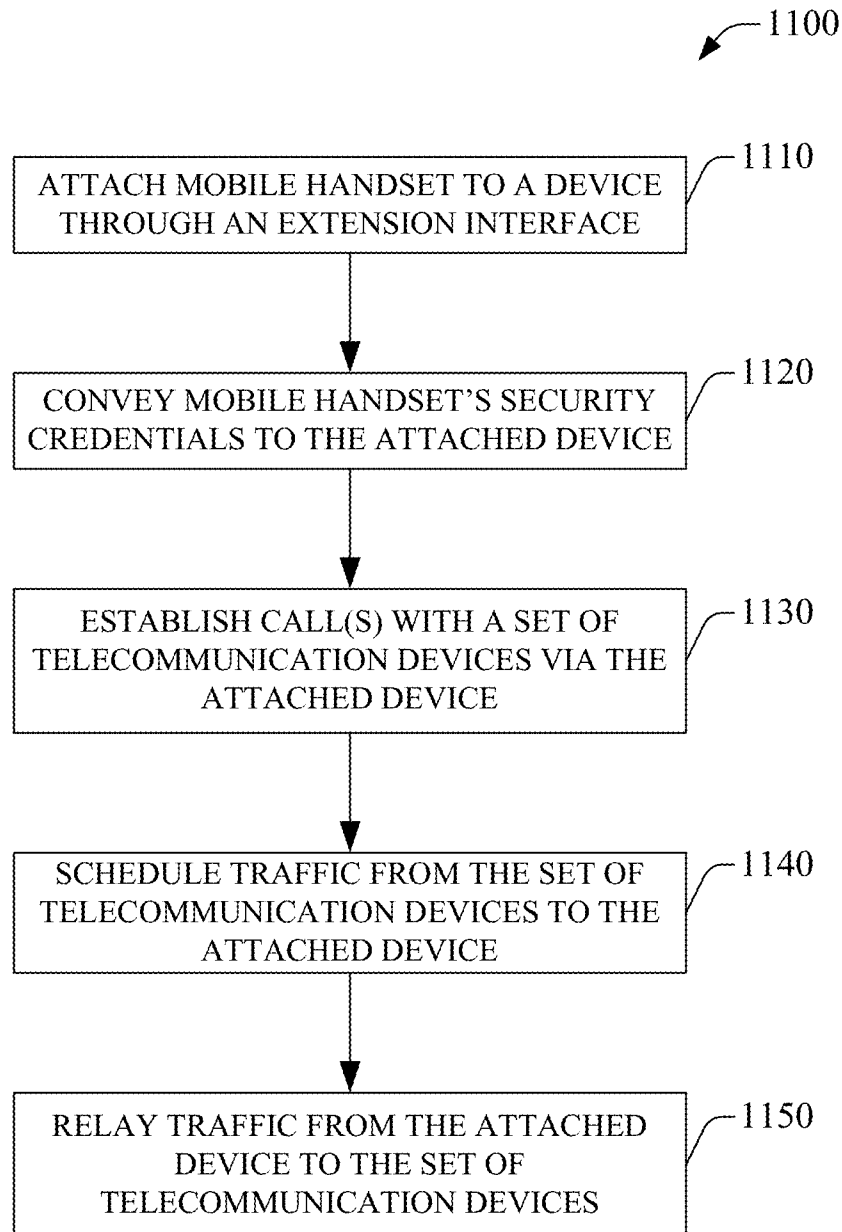 1100
1110
ATTACH MOBILE HANDSET TO A DEVICE
THROUGH AN EXTENSION INTERFACE
1120
CONVEY MOBILE HANDSET'S SECURITY
CREDENTIALS TO THE ATTACHED DEVICE
1130
ESTABLISH CALL(S) WITH A SET OF
TELECOMMUNICATION DEVICES VIA THE
ATTACHED DEVICE
1140
SCHEDULE TRAFFIC FROM THE SET OF
TELECOMMUNICATION DEVICES TO THE
ATTACHED DEVICE
1150
RELAY TRAFFIC FROM THE ATTACHED
DEVICE TO THE SET OF
TELECOMMUNICATION DEVICES